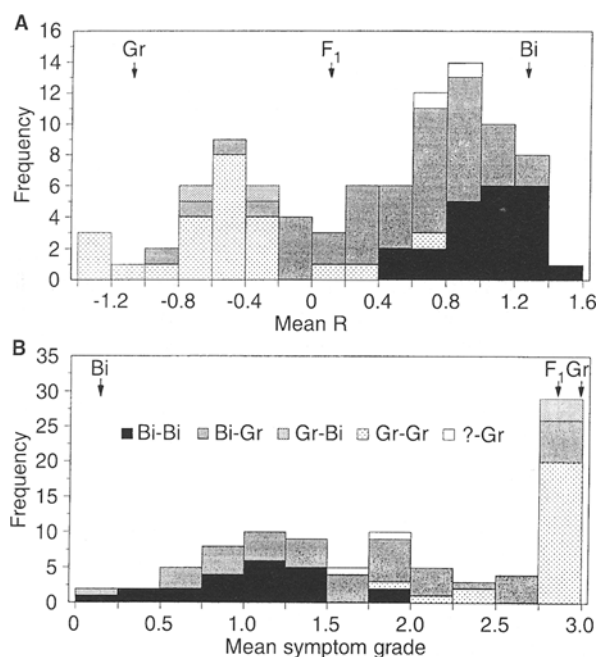 A
Gr F₁ Bi
Frequency
16
14
12
10
8
6
4
2
0
-1.2 -0.8 -0.4 0 0.4 0.8 1.2 1.6
Mean R
B
Bi F₁ Gr
Bi-Bi Bi-Gr Gr-Bi Gr-Gr ?-Gr
Frequency
35
30
25
20
15
10
5
0
0 0.5 1.0 1.5 2.0 2.5 3.0
Mean symptom grade